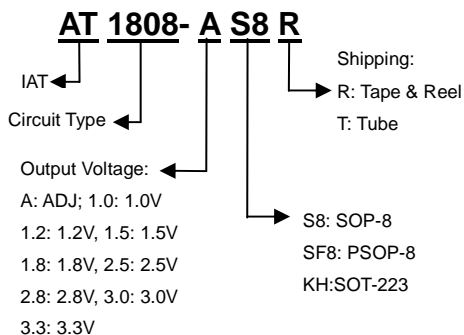 AT 1808- A S8 R
IAT
Circuit Type
Output Voltage:
A: ADJ; 1.0: 1.0V
1.2: 1.2V, 1.5: 1.5V
1.8: 1.8V, 2.5: 2.5V
2.8: 2.8V, 3.0: 3.0V
3.3: 3.3V
Shipping:
R: Tape & Reel
T: Tube
S8: SOP-8
SF8: PSOP-8
KH:SOT-223